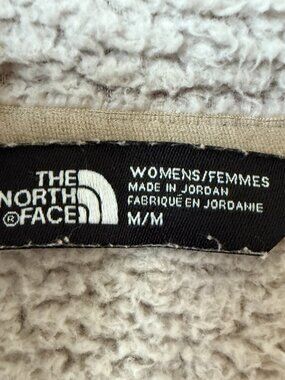 THE
NORTH
®FACE
WOMENS/FEMMES
MADE IN JORDAN
FABRIQUÉ EN JORDANIE
M/M